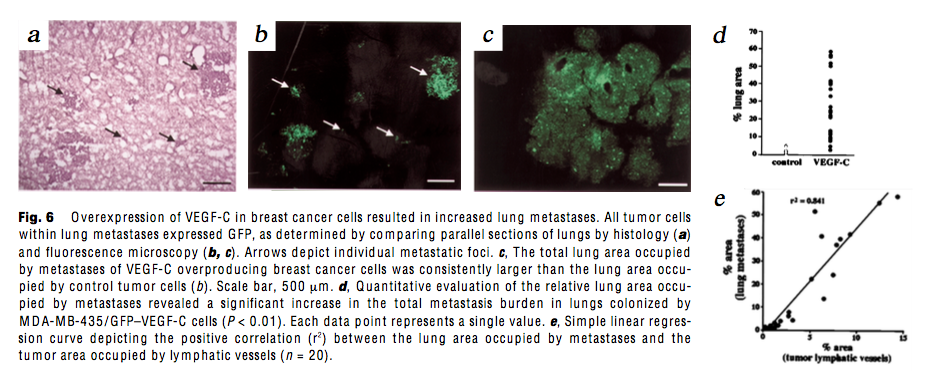 a
b
c
d
70
60
50
40
30
20
10
0
% lung area
control VEGF-C
e
60
50
40
30
20
10
0
% area
(lung metastases)
r² = 0.841
0 5 10 15
% area
(tumor lymphatic vessels)
Fig. 6 Overexpression of VEGF-C in breast cancer cells resulted in increased lung metastases. All tumor cells
within lung metastases expressed GFP, as determined by comparing parallel sections of lungs by histology (a)
and fluorescence microscopy (b, c). Arrows depict individual metastatic foci. c, The total lung area occupied
by metastases of VEGF-C overproducing breast cancer cells was consistently larger than the lung area occu-
pied by control tumor cells (b). Scale bar, 500 μm. d, Quantitative evaluation of the relative lung area occu-
pied by metastases revealed a significant increase in the total metastasis burden in lungs colonized by
MDA-MB-435/GFP–VEGF-C cells (P < 0.01). Each data point represents a single value. e, Simple linear regres-
sion curve depicting the positive correlation (r²) between the lung area occupied by metastases and the
tumor area occupied by lymphatic vessels (n = 20).